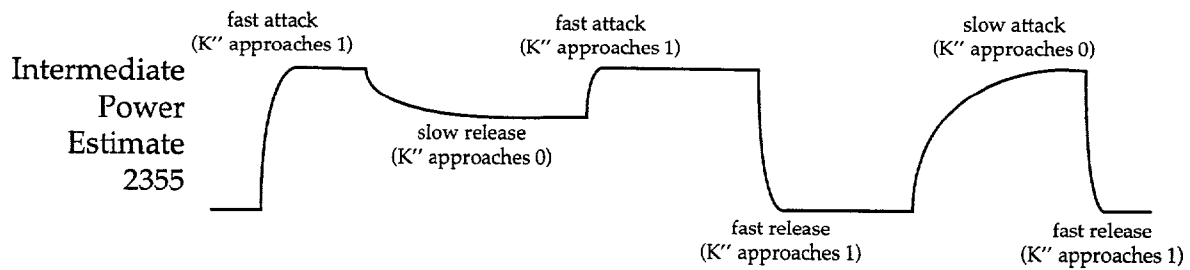 fast attack
(K″ approaches 1)
fast attack
(K″ approaches 1)
slow attack
(K″ approaches 0)
Intermediate
Power
Estimate
2355
slow release
(K″ approaches 0)
fast release
(K″ approaches 1)
fast release
(K″ approaches 1)